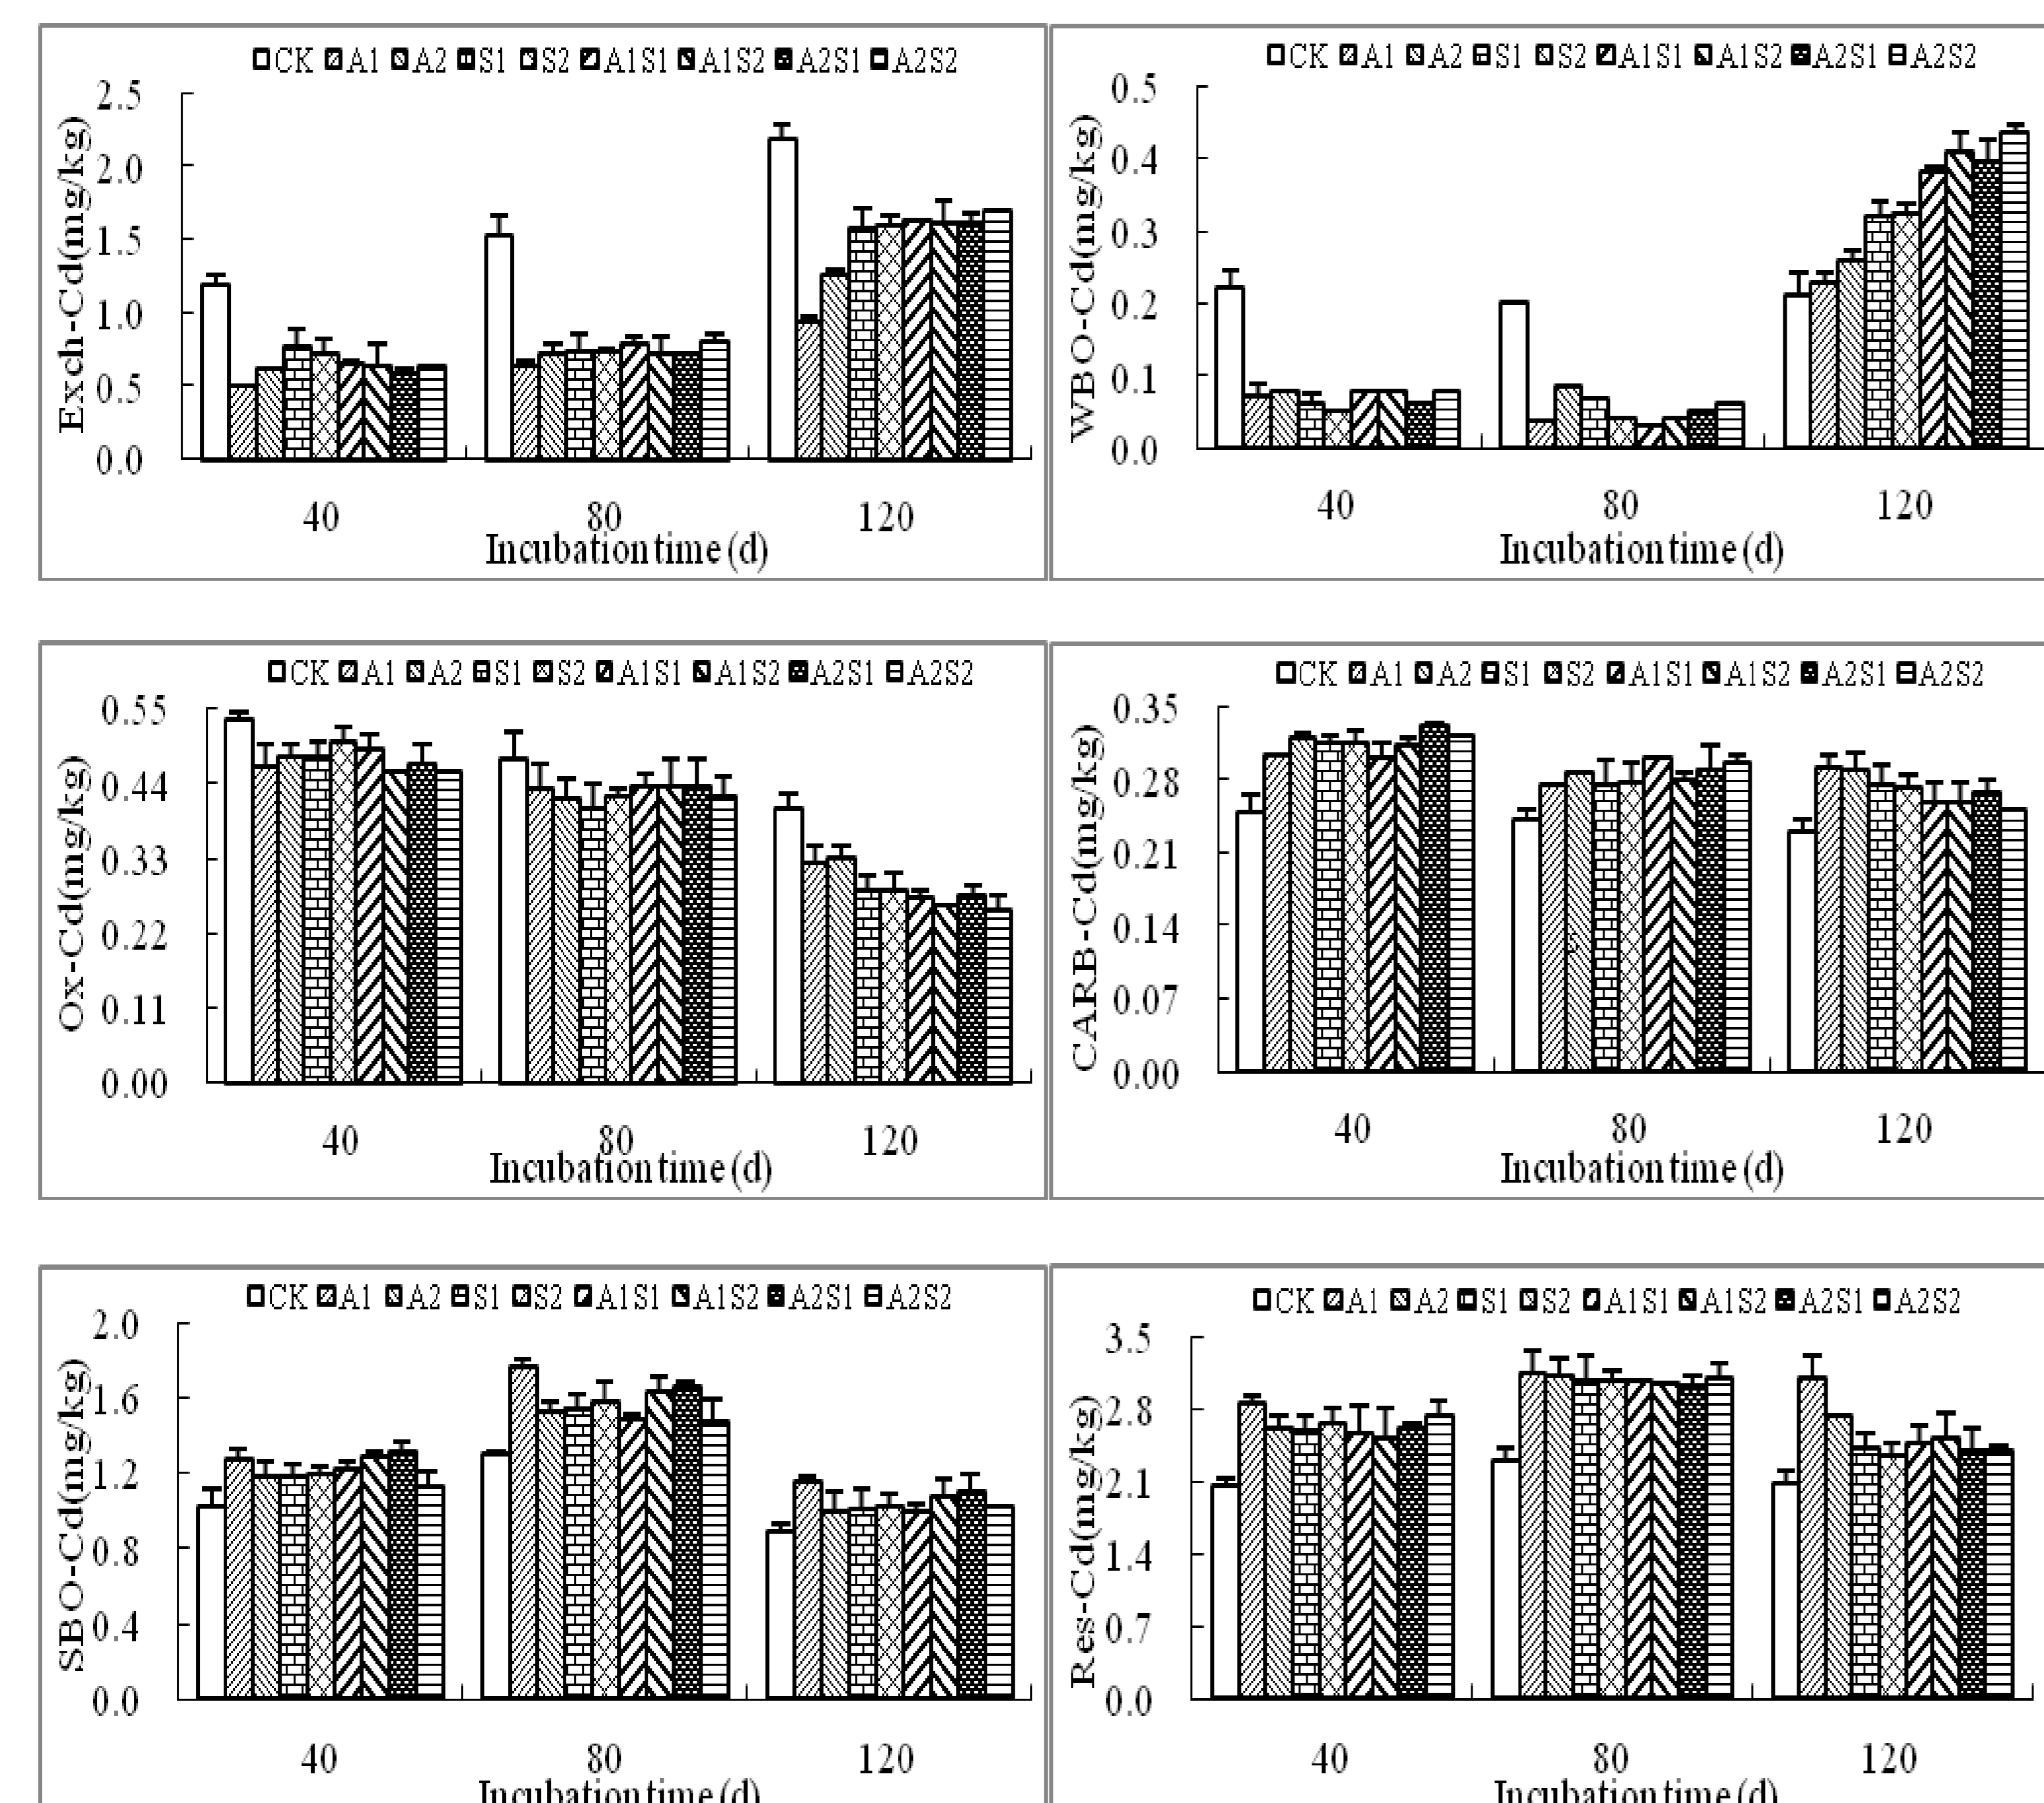 CK A1 A2 S1 S2 A1S1 A1S2 A2S1 A2S2
Exch-Cd(mg/kg)
2.5
2.0
1.5
1.0
0.5
0.0
40 80 120
Incubation time (d)
CK A1 A2 S1 S2 A1S1 A1S2 A2S1 A2S2
WBO-Cd(mg/kg)
0.5
0.4
0.3
0.2
0.1
0.0
40 80 120
Incubation time (d)
CK A1 A2 S1 S2 A1S1 A1S2 A2S1 A2S2
Ox-Cd(mg/kg)
0.55
0.44
0.33
0.22
0.11
0.00
40 80 120
Incubation time (d)
CK A1 A2 S1 S2 A1S1 A1S2 A2S1 A2S2
CARB-Cd(mg/kg)
0.35
0.28
0.21
0.14
0.07
0.00
40 80 120
Incubation time (d)
CK A1 A2 S1 S2 A1S1 A1S2 A2S1 A2S2
SBO-Cd(mg/kg)
2.0
1.6
1.2
0.8
0.4
0.0
40 80 120
Incubation time (d)
CK A1 A2 S1 S2 A1S1 A1S2 A2S1 A2S2
Res-Cd(mg/kg)
3.5
2.8
2.1
1.4
0.7
0.0
40 80 120
Incubation time (d)